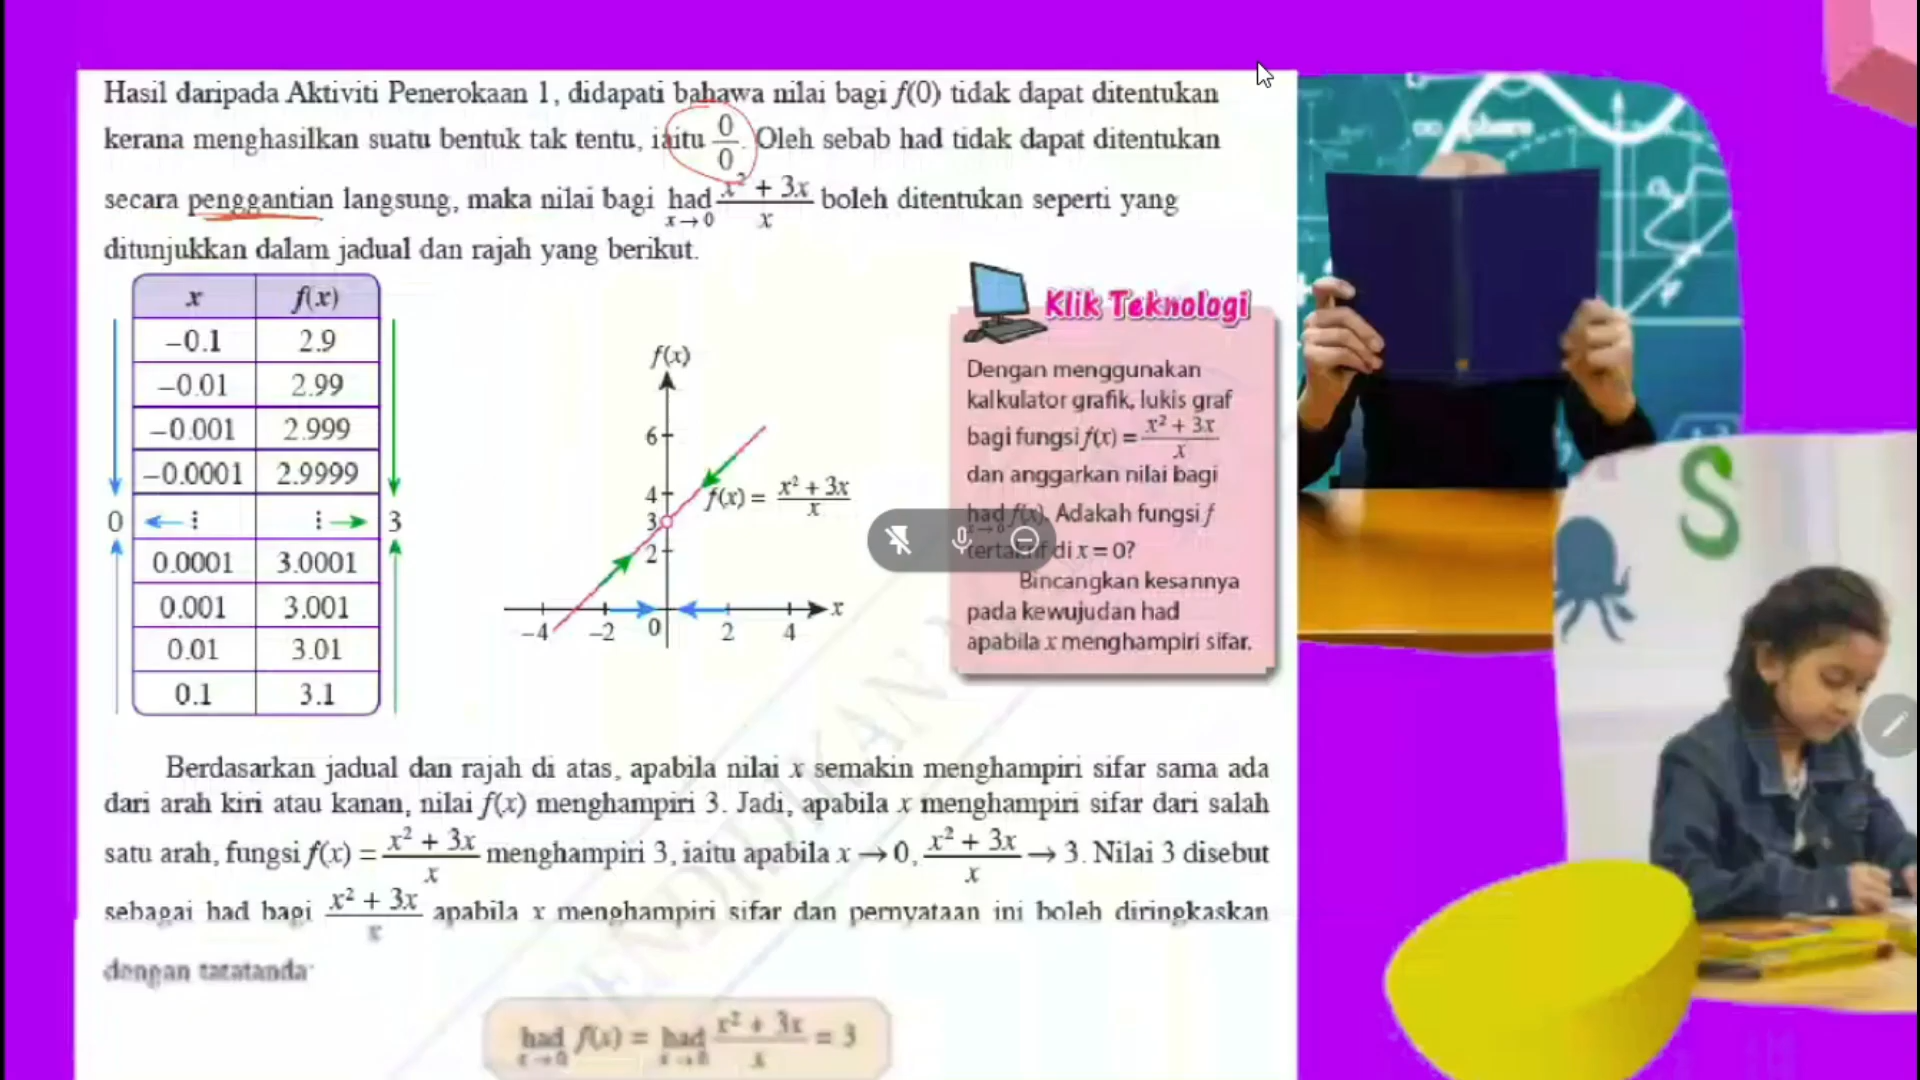 Hasil daripada Aktiviti Penerokaan 1, didapati bahawa nilai bagi f(0) tidak dapat ditentukan
kerana menghasilkan suatu bentuk tak tentu, iaitu 0/0. Oleh sebab had tidak dapat ditentukan
secara penggantian langsung, maka nilai bagi had x→0 (x² + 3x)/x boleh ditentukan seperti yang
ditunjukkan dalam jadual dan rajah yang berikut.
x f(x)
–0.1 2.9
–0.01 2.99
–0.001 2.999
–0.0001 2.9999
0 ⋮ ⋮ 3
0.0001 3.0001
0.001 3.001
0.01 3.01
0.1 3.1
f(x)
6
4
f(x) = (x² + 3x)/x
3
2
x
–4 –2 0 2 4
Klik Teknologi
Dengan menggunakan
kalkulator grafik, lukis graf
bagi fungsi f(x) = (x² + 3x)/x
dan anggarkan nilai bagi
had f(x). Adakah fungsi f
di x = 0?
Bincangkan kesannya
pada kewujudan had
apabila x menghampiri sifar.
Berdasarkan jadual dan rajah di atas, apabila nilai x semakin menghampiri sifar sama ada
dari arah kiri atau kanan, nilai f(x) menghampiri 3. Jadi, apabila x menghampiri sifar dari salah
satu arah, fungsi f(x) = (x² + 3x)/x menghampiri 3, iaitu apabila x → 0, (x² + 3x)/x → 3. Nilai 3 disebut
sebagai had bagi (x² + 3x)/x apabila x menghampiri sifar dan pernyataan ini boleh diringkaskan
dengan tatatanda:
had x→0 f(x) = had x→0 (x² + 3x)/x = 3
PENDIDIKAN
S